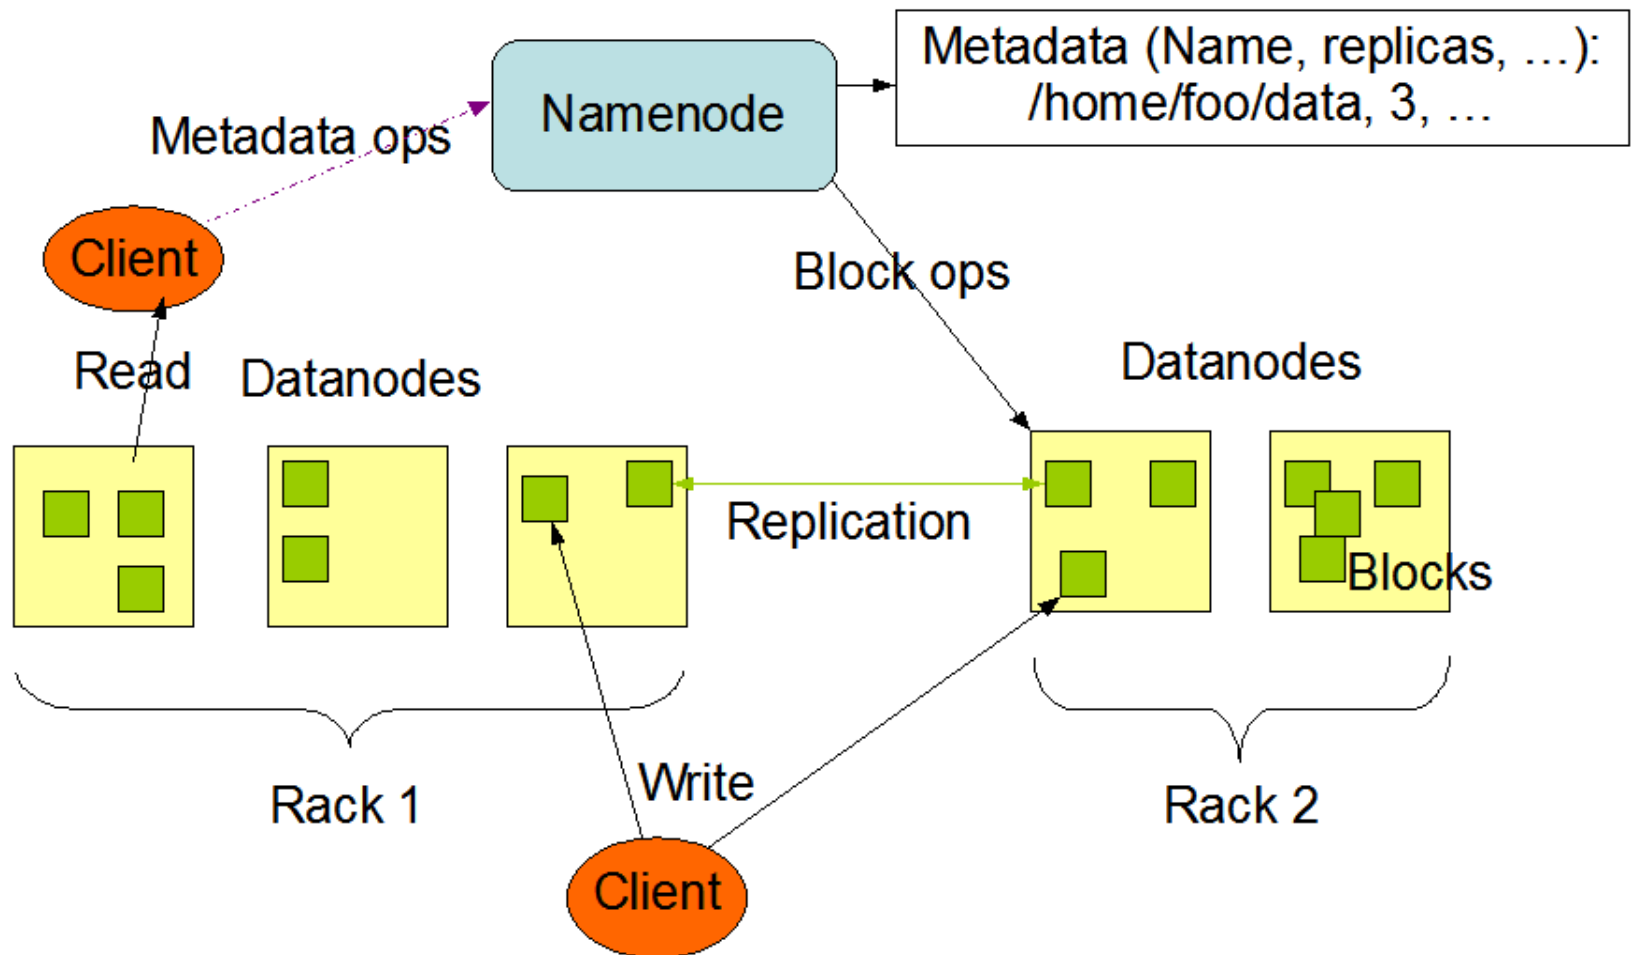 Metadata (Name, replicas, …):
/home/foo/data, 3, …
Namenode
Metadata ops
Client
Block ops
Read
Datanodes
Datanodes
Replication
Blocks
Rack 1
Write
Rack 2
Client